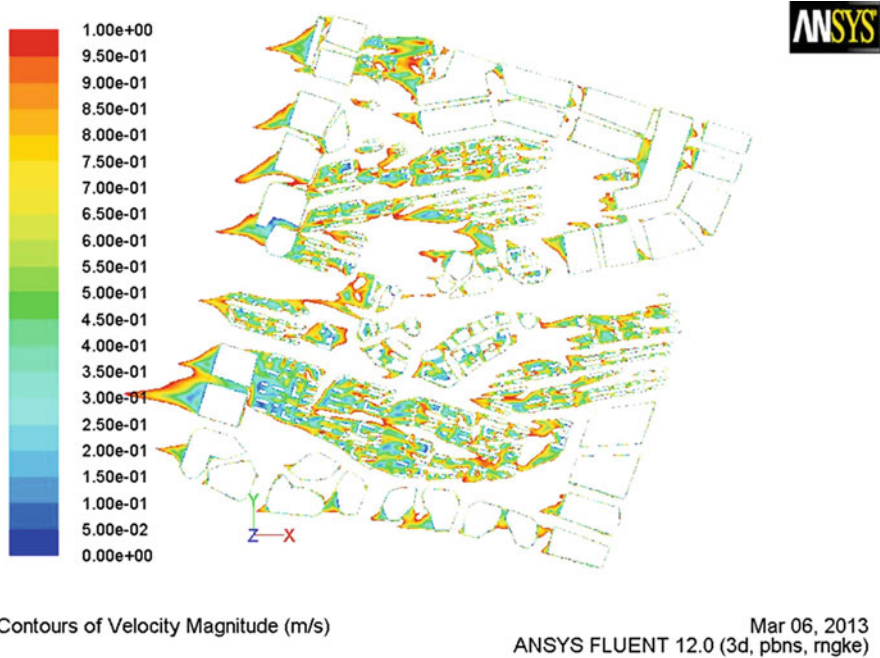 ANSYS
1.00e+00
9.50e-01
9.00e-01
8.50e-01
8.00e-01
7.50e-01
7.00e-01
6.50e-01
6.00e-01
5.50e-01
5.00e-01
4.50e-01
4.00e-01
3.50e-01
3.00e-01
2.50e-01
2.00e-01
1.50e-01
1.00e-01
5.00e-02
0.00e+00
Y
Z X
Contours of Velocity Magnitude (m/s)
Mar 06, 2013
ANSYS FLUENT 12.0 (3d, pbns, rngke)